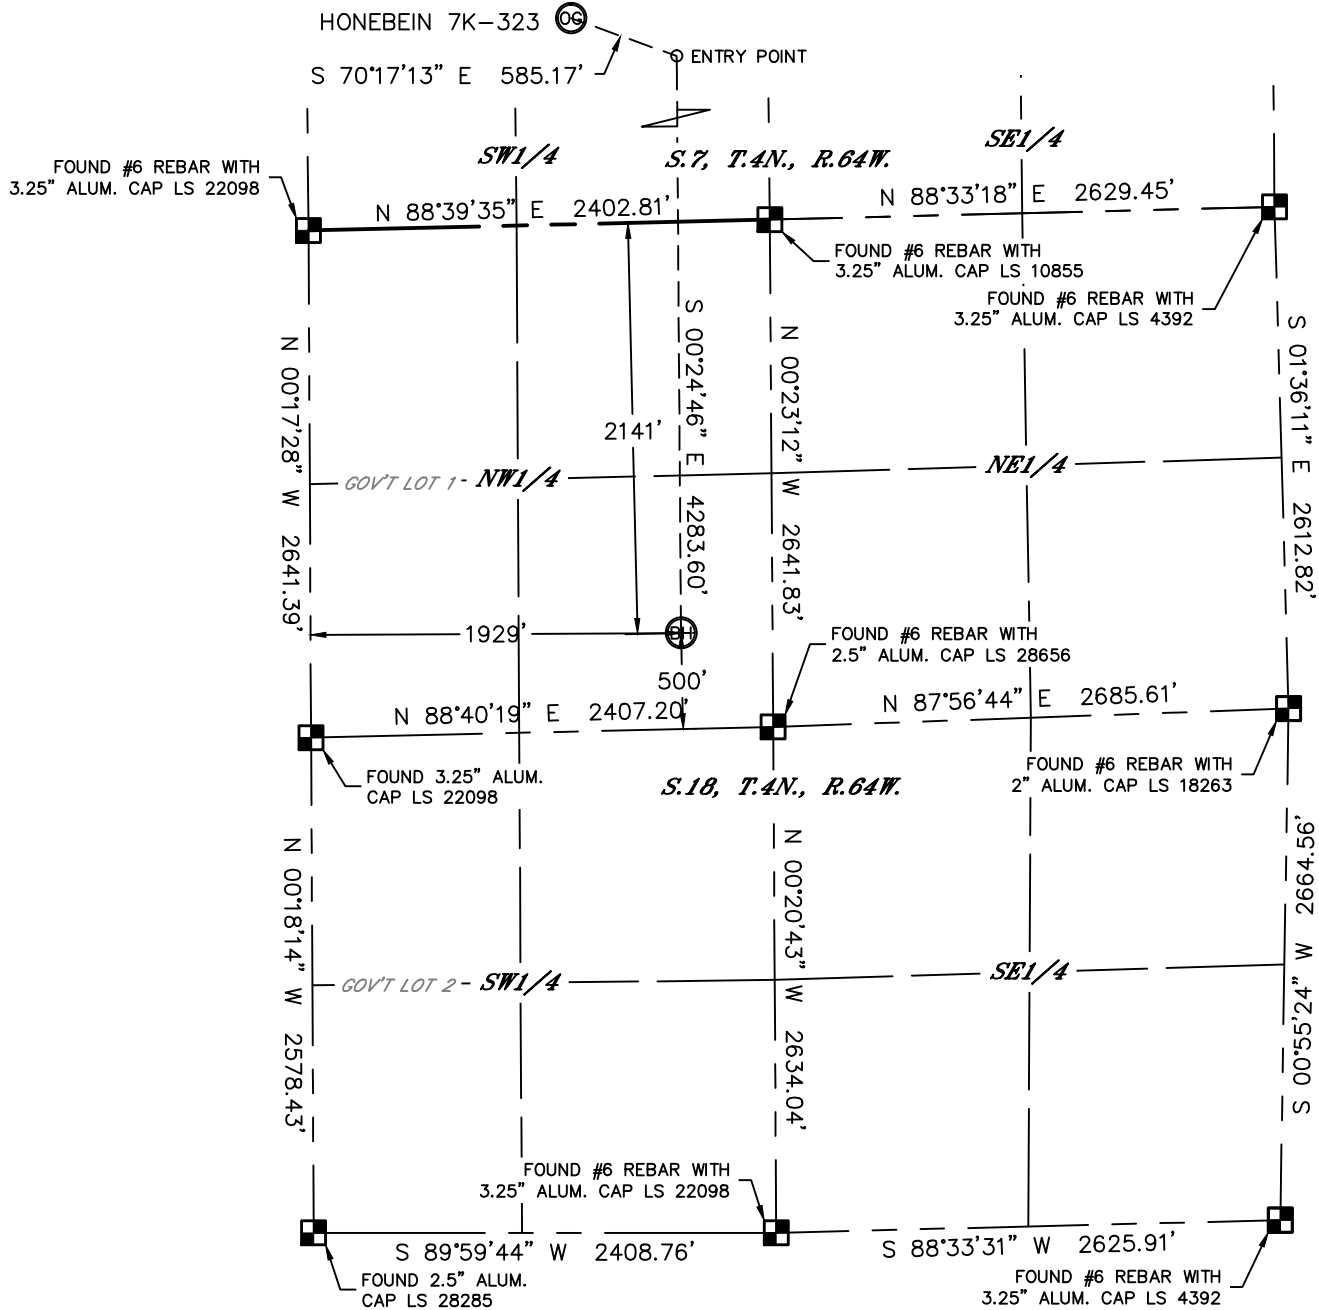 HONEBEIN 7K-323
OG
ENTRY POINT
S 70°17'13" E 585.17'
SW1/4
S.7, T.4N., R.64W.
SE1/4
FOUND #6 REBAR WITH
3.25" ALUM. CAP LS 22098
N 88°39'35" E 2402.81'
N 88°33'18" E 2629.45'
FOUND #6 REBAR WITH
3.25" ALUM. CAP LS 10855
FOUND #6 REBAR WITH
3.25" ALUM. CAP LS 4392
N 00°17'28" W 2641.39'
S 00°24'46" E 4283.60'
N 00°23'12" W 2641.83'
S 01°36'11" E 2612.82'
2141'
GOV'T LOT 1 - NW1/4
NE1/4
1929'
BH
500'
FOUND #6 REBAR WITH
2.5" ALUM. CAP LS 28656
N 88°40'19" E 2407.20'
N 87°56'44" E 2685.61'
FOUND 3.25" ALUM.
CAP LS 22098
S.18, T.4N., R.64W.
FOUND #6 REBAR WITH
2" ALUM. CAP LS 18263
N 00°18'14" W 2578.43'
N 00°20'43" W 2634.04'
S 00°55'24" W 2664.56'
GOV'T LOT 2 - SW1/4
SE1/4
FOUND #6 REBAR WITH
3.25" ALUM. CAP LS 22098
S 89°59'44" W 2408.76'
S 88°33'31" W 2625.91'
FOUND 2.5" ALUM.
CAP LS 28285
FOUND #6 REBAR WITH
3.25" ALUM. CAP LS 4392